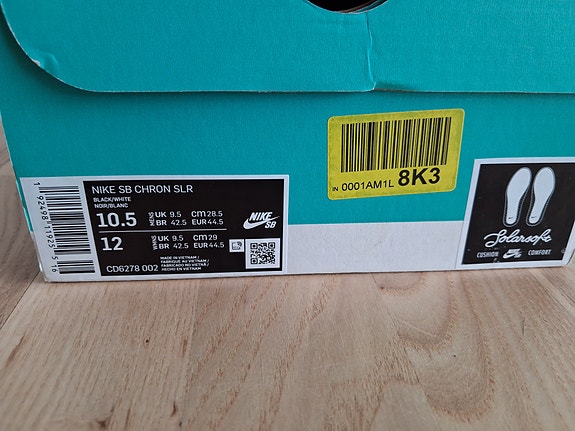 IN 0001AM1L 8K3
NIKE SB CHRON SLR
BLACK/WHITE
NOIR/BLANC
10.5 MENS UK 9.5 CM 28.5
BR 42.5 EUR 44.5
12 WMNS UK 9.5 CM 29
BR 42.5 EUR 44.5
MADE IN VIETNAM /
FABRIQUE AU VIETNAM /
FABRICADO NO VIETNÃ /
HECHO EN VIETNAM
CD6278 002
NIKE
SB
Solarsoft
CUSHION SB COMFORT